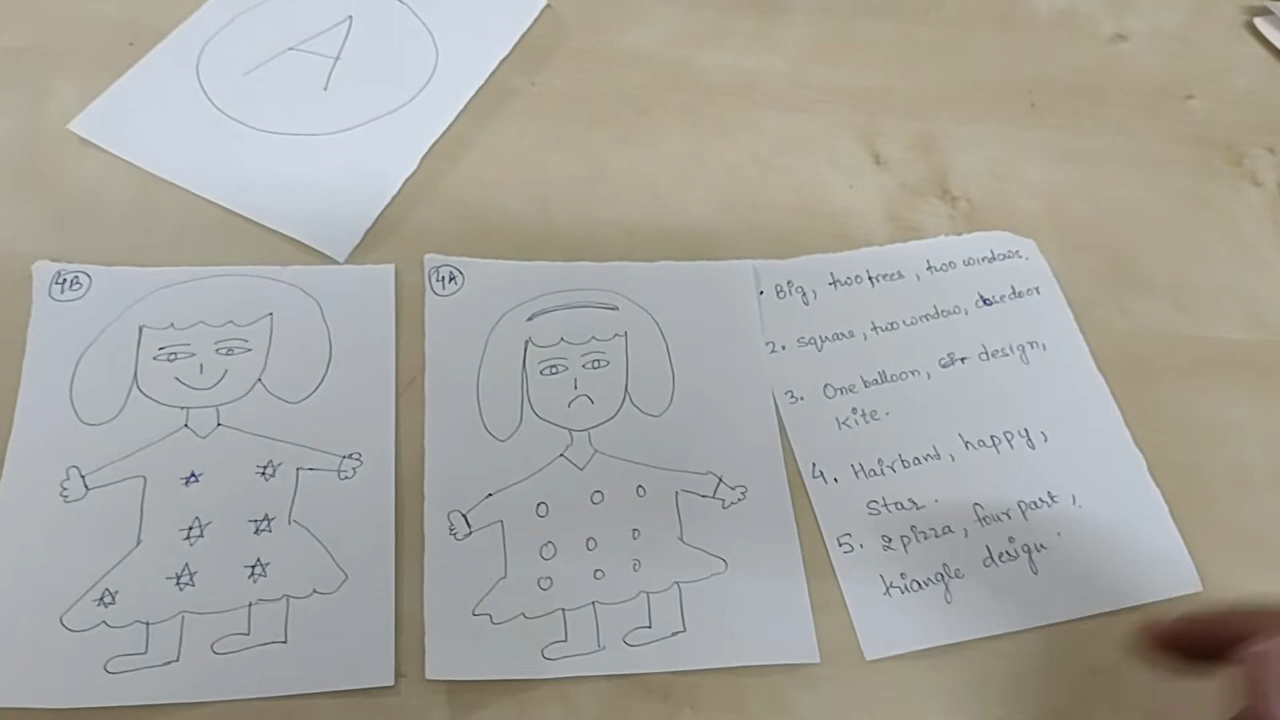 A
4B
4A
. Big, two trees, two windows.
2. square, two window, closedoor
3. One balloon, design,
kite.
4. Hairband, happy,
Star.
5. 2 pizza, four part,
triangle design.